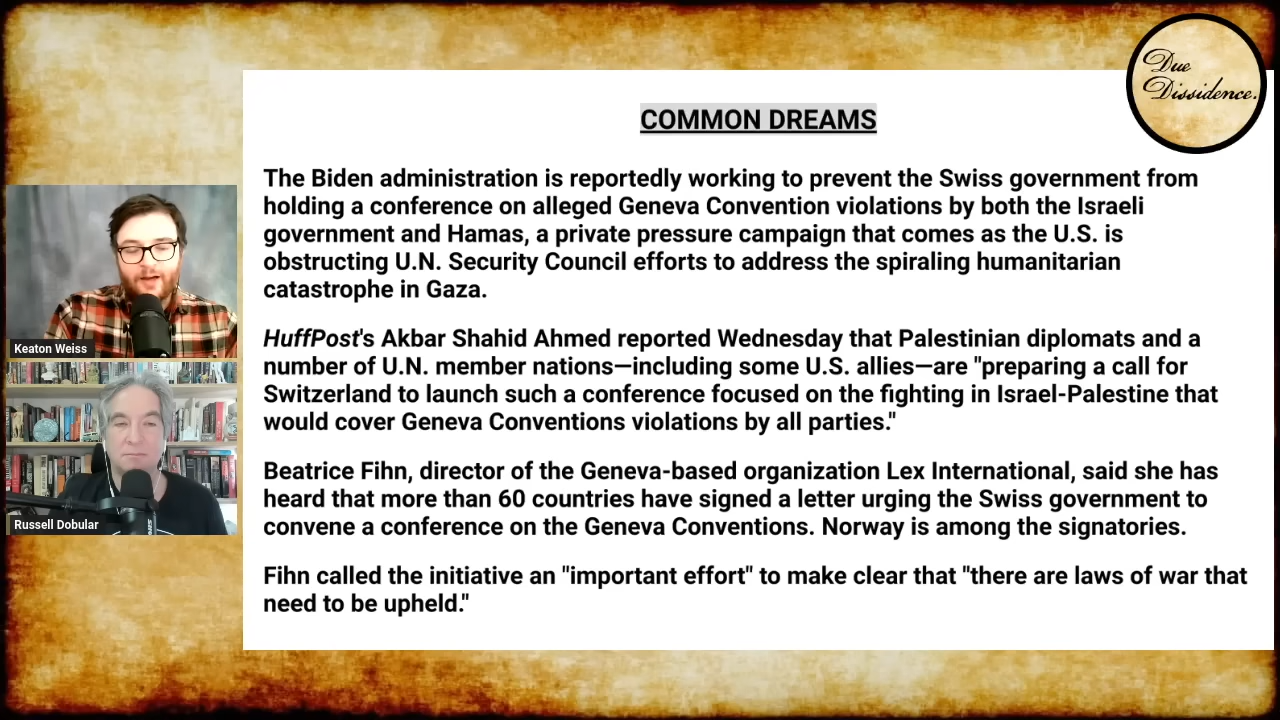 Due
Dissidence.
COMMON DREAMS
The Biden administration is reportedly working to prevent the Swiss government from
holding a conference on alleged Geneva Convention violations by both the Israeli
government and Hamas, a private pressure campaign that comes as the U.S. is
obstructing U.N. Security Council efforts to address the spiraling humanitarian
catastrophe in Gaza.
HuffPost's Akbar Shahid Ahmed reported Wednesday that Palestinian diplomats and a
number of U.N. member nations—including some U.S. allies—are "preparing a call for
Switzerland to launch such a conference focused on the fighting in Israel-Palestine that
would cover Geneva Conventions violations by all parties."
Beatrice Fihn, director of the Geneva-based organization Lex International, said she has
heard that more than 60 countries have signed a letter urging the Swiss government to
convene a conference on the Geneva Conventions. Norway is among the signatories.
Fihn called the initiative an "important effort" to make clear that "there are laws of war that
need to be upheld."
Keaton Weiss
Russell Dobular